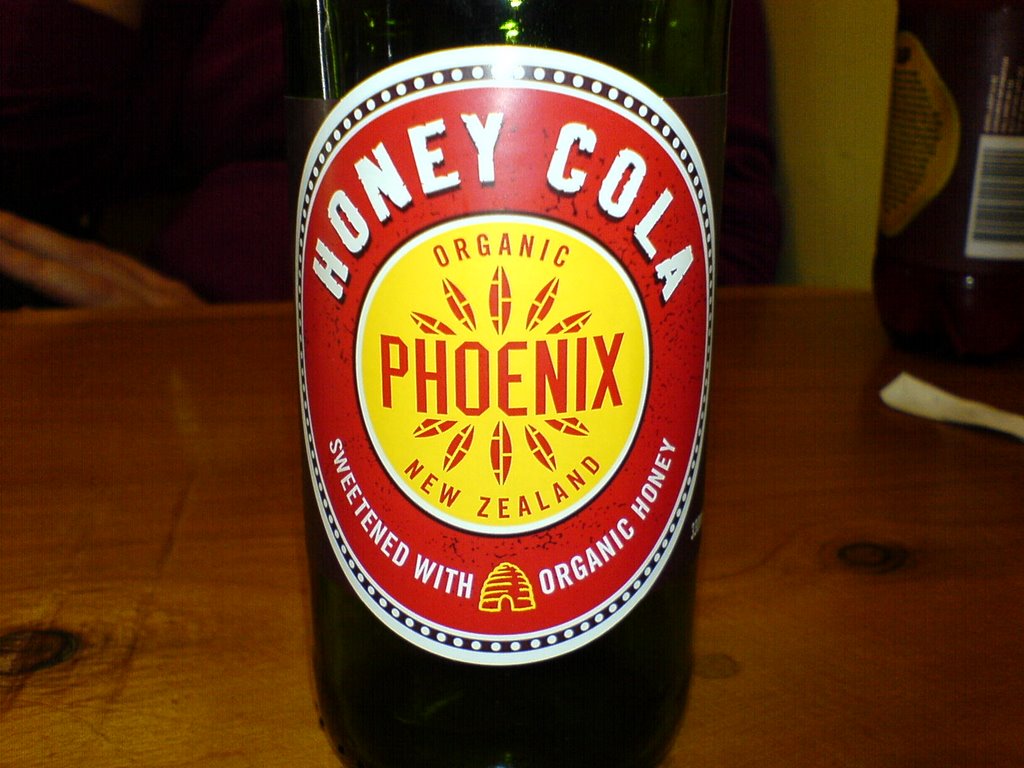 HONEY COLA
ORGANIC
PHOENIX
NEW ZEALAND
SWEETENED WITH ORGANIC HONEY